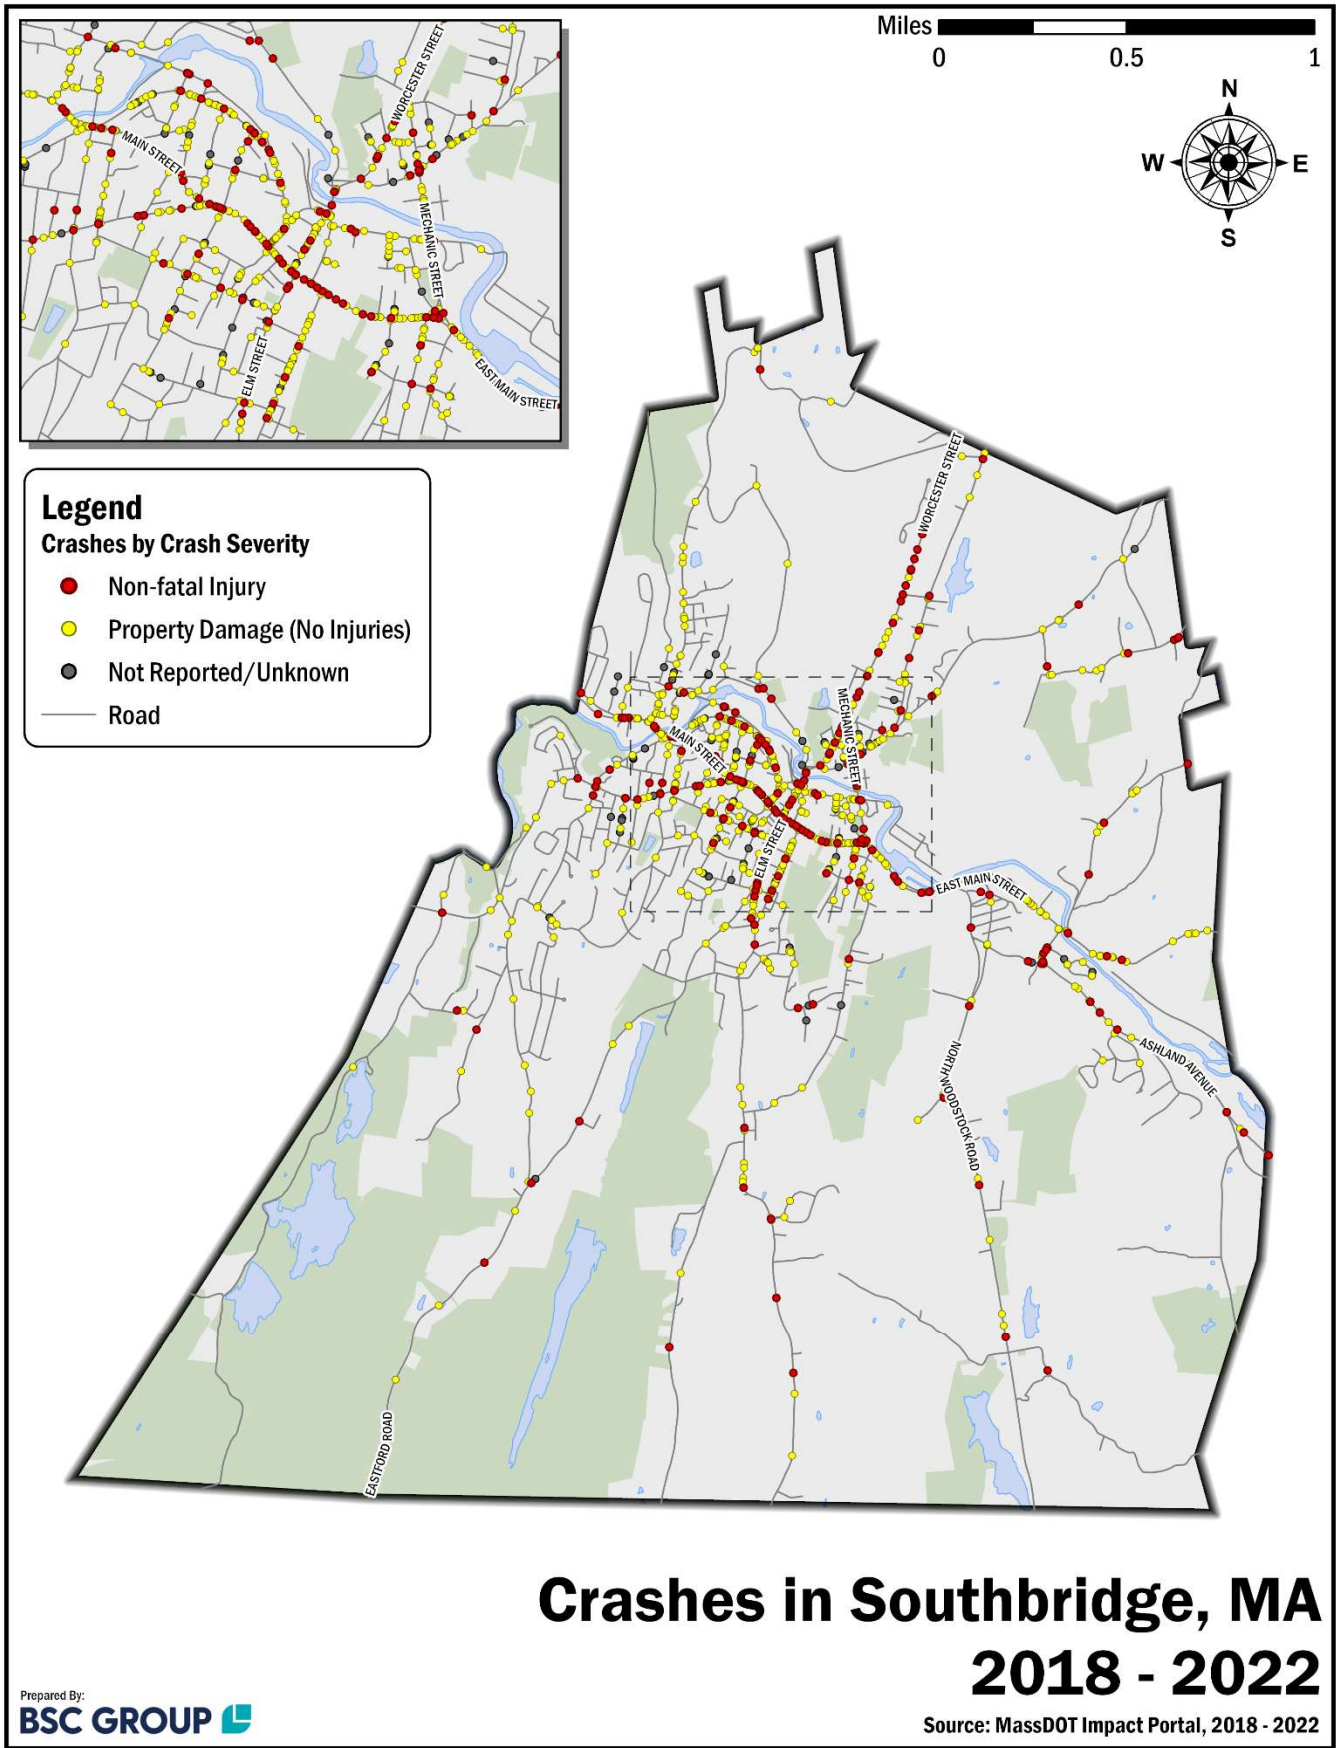 Miles
0 0.5 1
N
W E
S
WORCESTER STREET
MAIN STREET
MECHANIC STREET
ELM STREET
EAST MAIN STREET
Legend
Crashes by Crash Severity
Non-fatal Injury
Property Damage (No Injuries)
Not Reported/Unknown
Road
WORCESTER STREET
MECHANIC STREET
MAIN STREET
ELM STREET
EAST MAIN STREET
ASHLAND AVENUE
NORTH WOODSTOCK ROAD
EASTFORD ROAD
Crashes in Southbridge, MA
2018 - 2022
Source: MassDOT Impact Portal, 2018 - 2022
Prepared By:
BSC GROUP